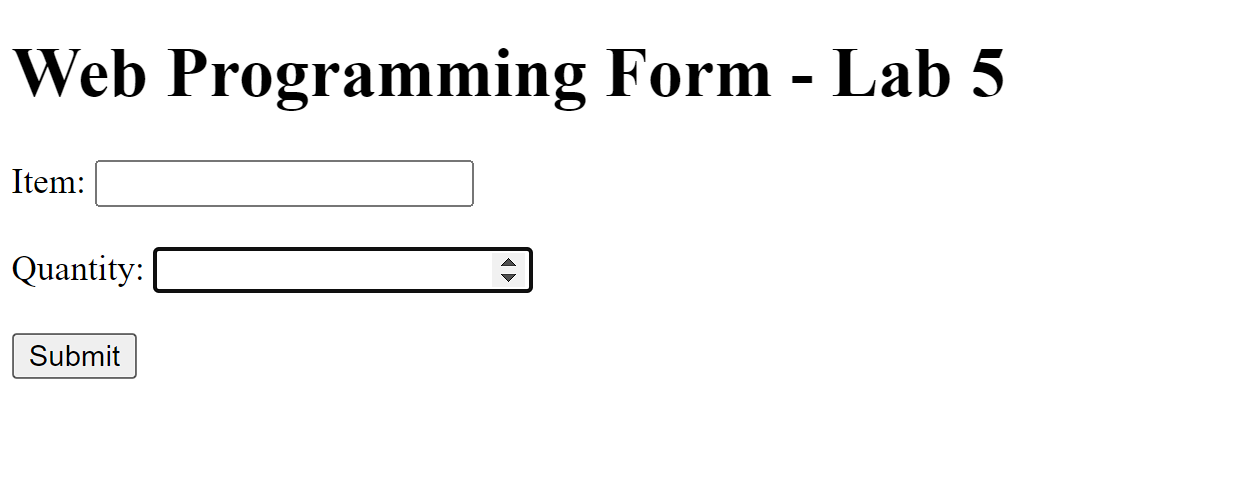 Web Programming Form - Lab 5
Item:
Quantity:
Submit